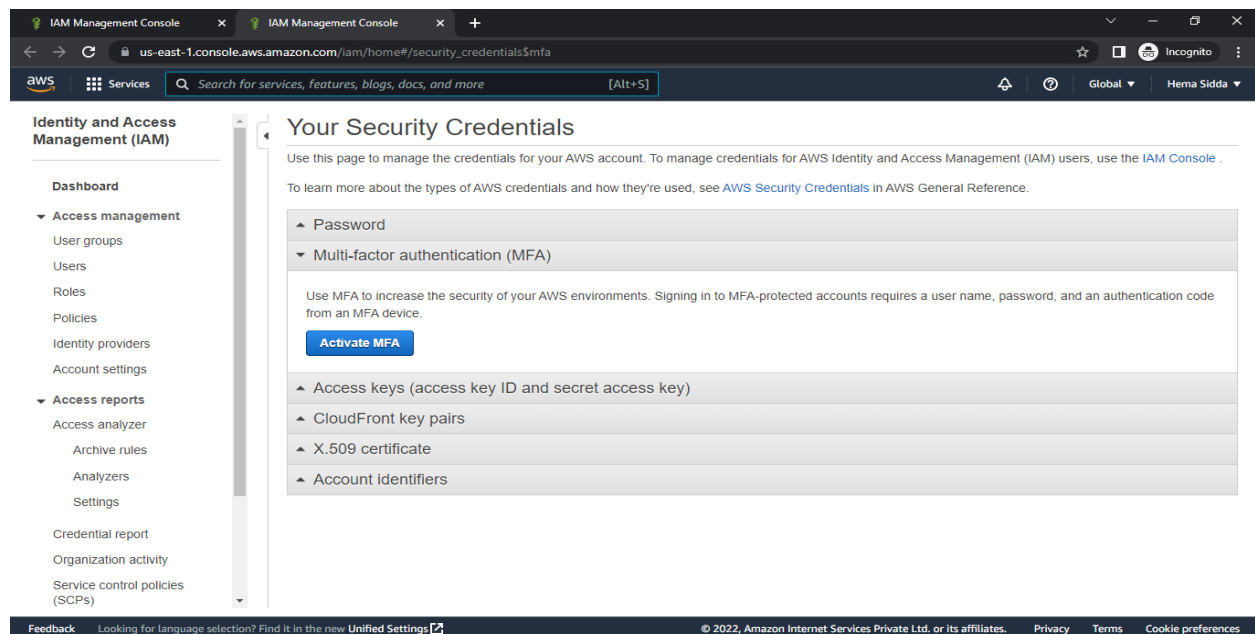 IAM Management Console
IAM Management Console
us-east-1.console.aws.amazon.com/iam/home#/security_credentials$mfa
Incognito
aws
Services
Search for services, features, blogs, docs, and more
[Alt+S]
Global
Hema Sidda
Identity and Access
Management (IAM)
Dashboard
Access management
User groups
Users
Roles
Policies
Identity providers
Account settings
Access reports
Access analyzer
Archive rules
Analyzers
Settings
Credential report
Organization activity
Service control policies
(SCPs)
Your Security Credentials
Use this page to manage the credentials for your AWS account. To manage credentials for AWS Identity and Access Management (IAM) users, use the IAM Console .
To learn more about the types of AWS credentials and how they're used, see AWS Security Credentials in AWS General Reference.
Password
Multi-factor authentication (MFA)
Use MFA to increase the security of your AWS environments. Signing in to MFA-protected accounts requires a user name, password, and an authentication code
from an MFA device.
Activate MFA
Access keys (access key ID and secret access key)
CloudFront key pairs
X.509 certificate
Account identifiers
Feedback
Looking for language selection? Find it in the new Unified Settings
© 2022, Amazon Internet Services Private Ltd. or its affiliates.
Privacy
Terms
Cookie preferences